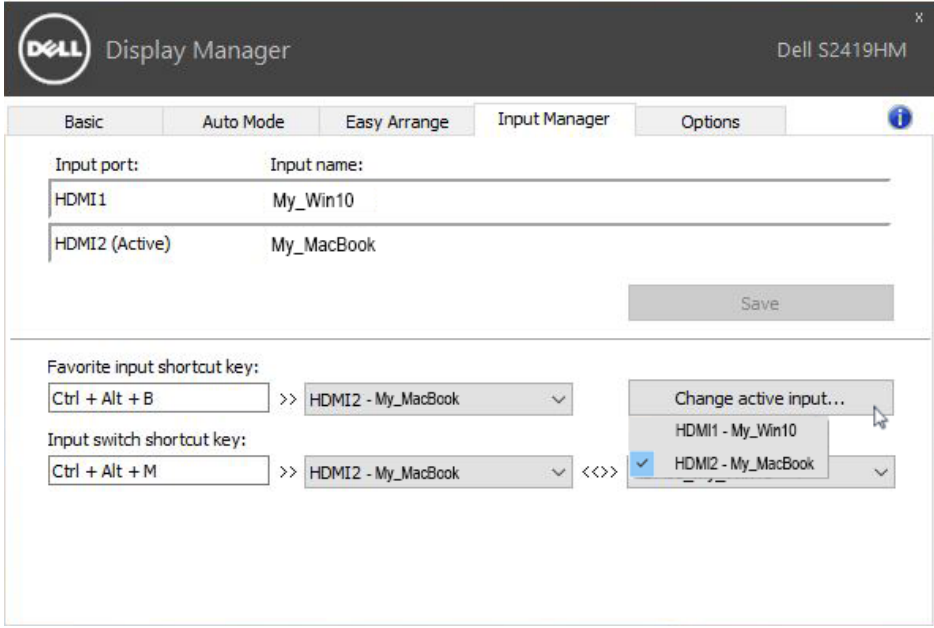 DELL Display Manager
x
Dell S2419HM
Basic Auto Mode Easy Arrange Input Manager Options
Input port: Input name:
HDMI1 My_Win10
HDMI2 (Active) My_MacBook
Save
Favorite input shortcut key:
Ctrl + Alt + B >> HDMI2 - My_MacBook Change active input...
HDMI1 - My_Win10
HDMI2 - My_MacBook
Input switch shortcut key:
Ctrl + Alt + M >> HDMI2 - My_MacBook <<>>